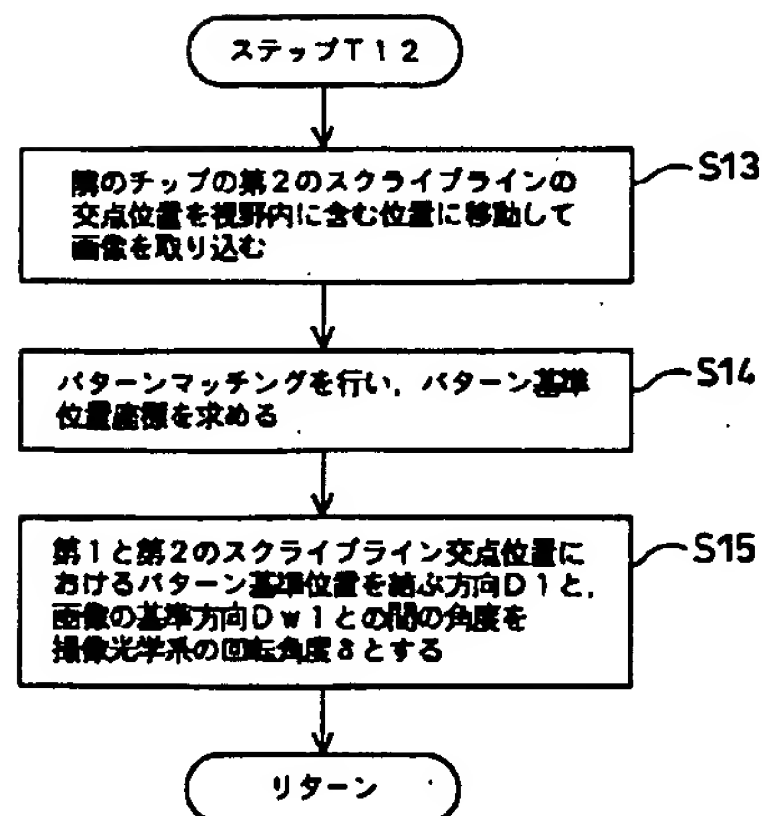 ステップT12
隣のチップの第2のスクライブラインの
交点位置を視野内に含む位置に移動して
画像を取り込む
S13
パターンマッチングを行い,パターン基準
位置座標を求める
S14
第1と第2のスクライブライン交点位置に
おけるパターン基準位置を結ぶ方向D1と,
画像の基準方向Dw1との間の角度を
撮像光学系の回転角度δとする
S15
リターン